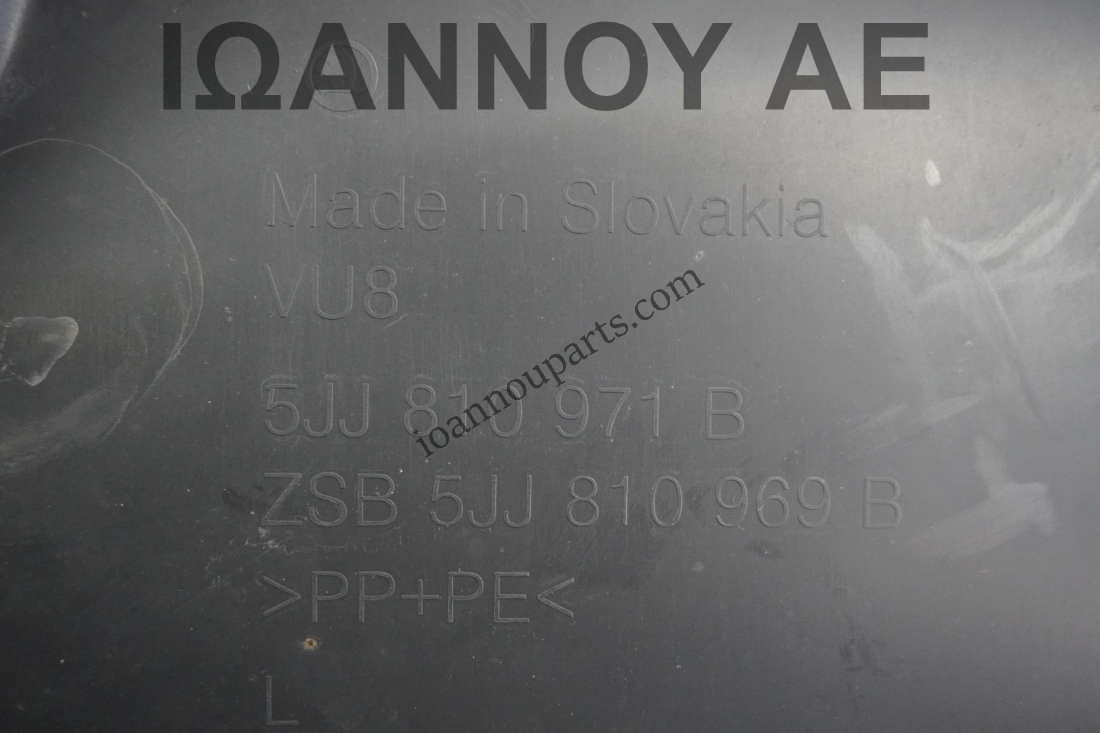 ΙΩΑΝΝΟΥ ΑΕ
Made in Slovakia
VU8
ioannouparts.com
5JJ 810 971 B
ZSB 5JJ 810 969 B
>PP+PE<
L